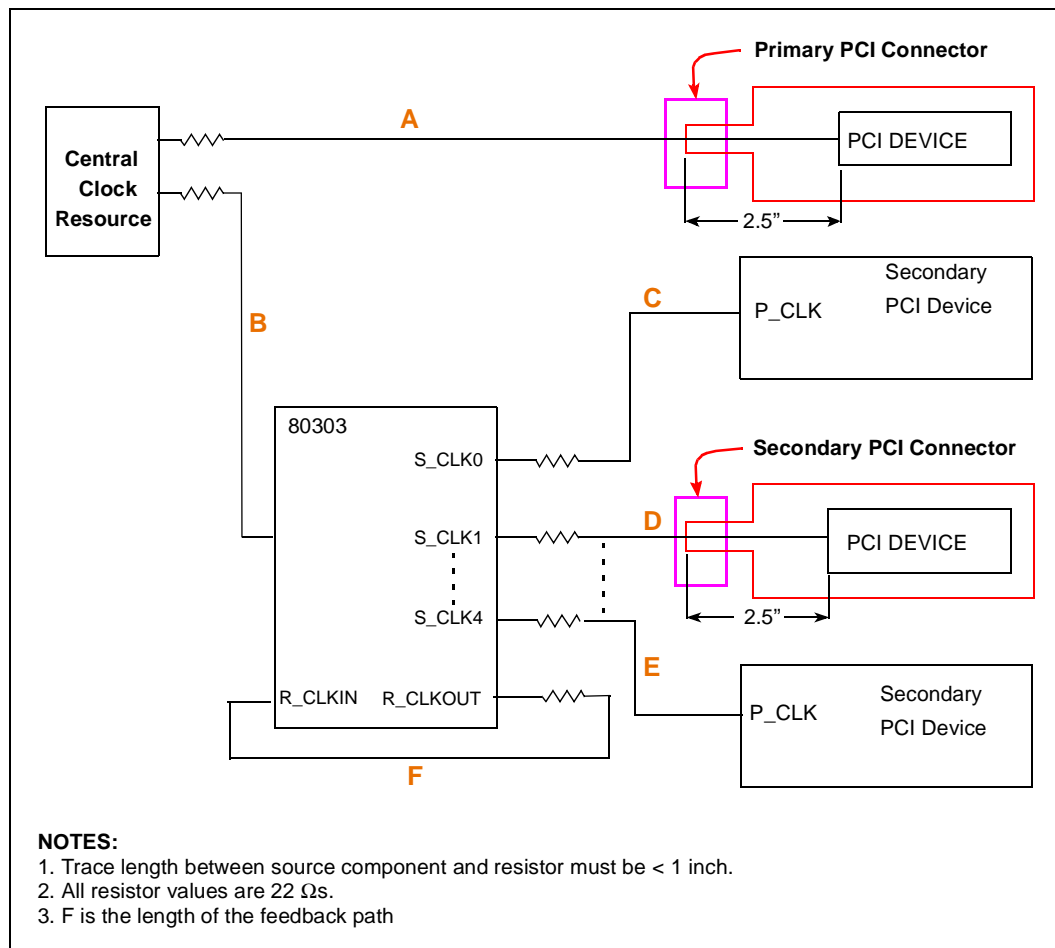 Primary PCI Connector
A
Central
Clock
Resource
PCI DEVICE
2.5”
B
C
Secondary
P_CLK
PCI Device
80303
S_CLK0
Secondary PCI Connector
D
S_CLK1
PCI DEVICE
2.5”
S_CLK4
E
Secondary
R_CLKIN
R_CLKOUT
P_CLK
PCI Device
F
NOTES:
1. Trace length between source component and resistor must be < 1 inch.
2. All resistor values are 22 Ωs.
3. F is the length of the feedback path